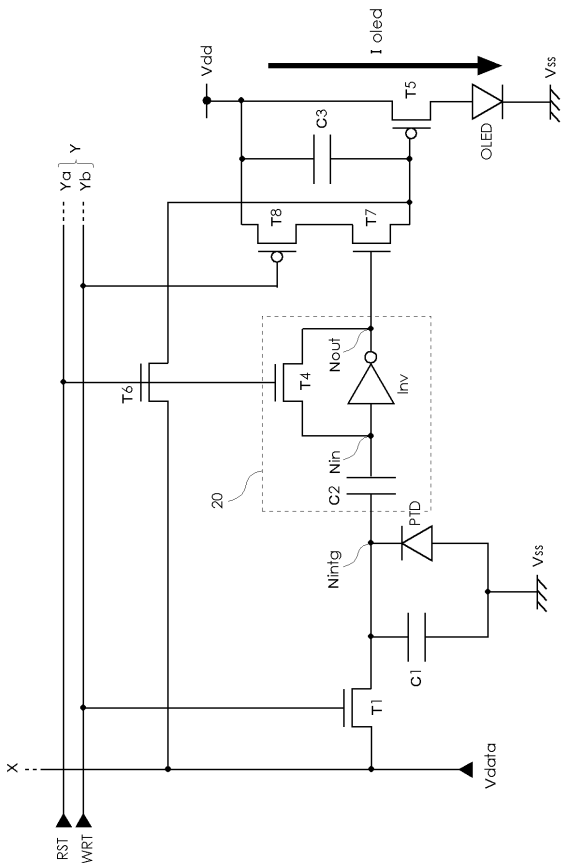 I oled
Vdd
Vss
T5
OLED
C3
Y
Ya
Yb
T8
T7
T6
T4
Nout
Inv
Nin
20
C2
PTD
Nintg
Vss
C1
T1
X
Vdata
RST
WRT